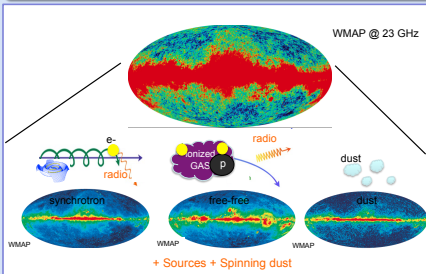 WMAP @ 23 GHz
e-
radio
radio
ionized
GAS
p
dust
synchrotron
free-free
dust
WMAP
WMAP
WMAP
+ Sources + Spinning dust